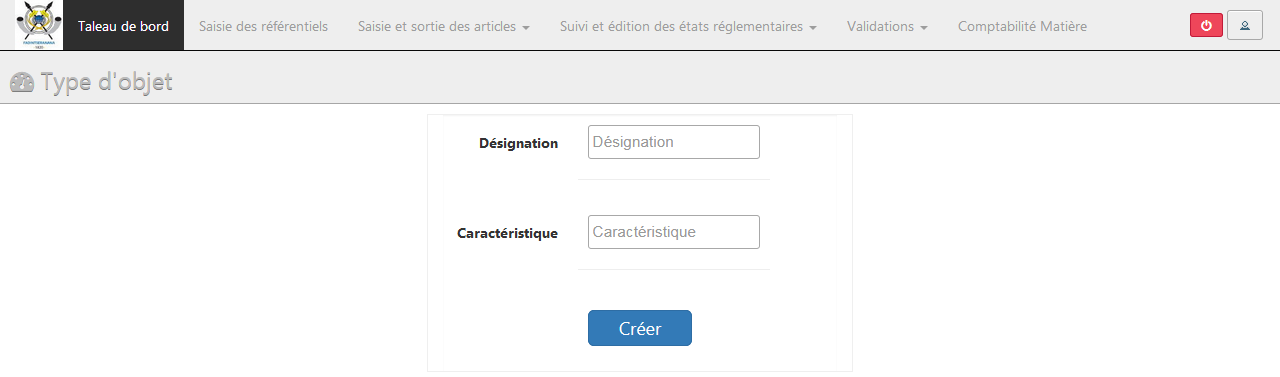 Taleau de bord
Saisie des référentiels
Saisie et sortie des articles
Suivi et édition des états réglementaires
Validations
Comptabilité Matière
Type d'objet
Désignation
Désignation
Caractéristique
Caractéristique
Créer